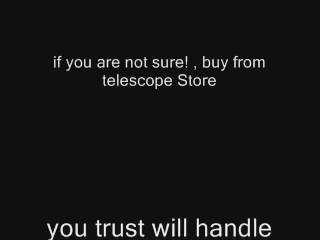 if you are not sure! , buy from
telescope Store
you trust will handle